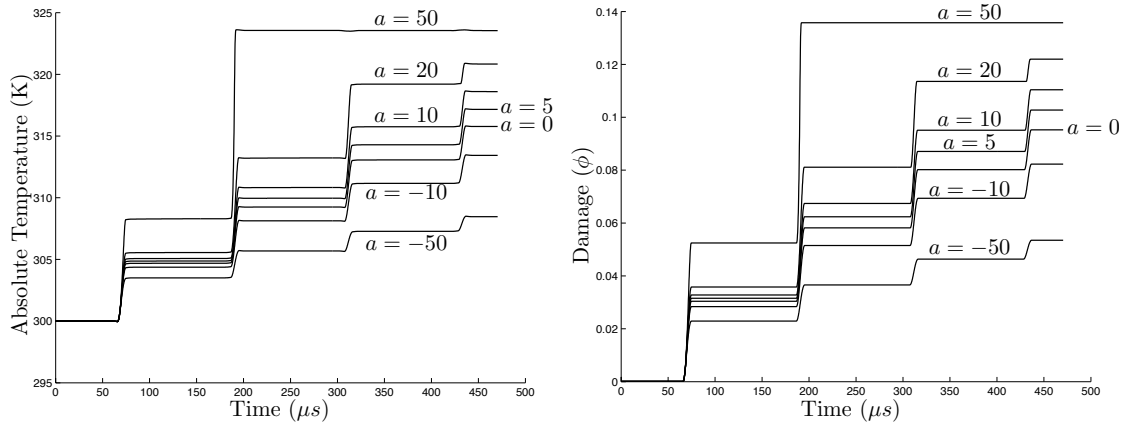 325
320
315
310
305
300
295
0
50
100
150
200
250
300
350
400
450
500
Absolute Temperature (K)
Time (μs)
a = 50
a = 20
a = 10
a = 5
a = 0
a = −10
a = −50
0.14
0.12
0.1
0.08
0.06
0.04
0.02
0
0
50
100
150
200
250
300
350
400
450
500
Damage (ϕ)
Time (μs)
a = 50
a = 20
a = 10
a = 5
a = 0
a = −10
a = −50